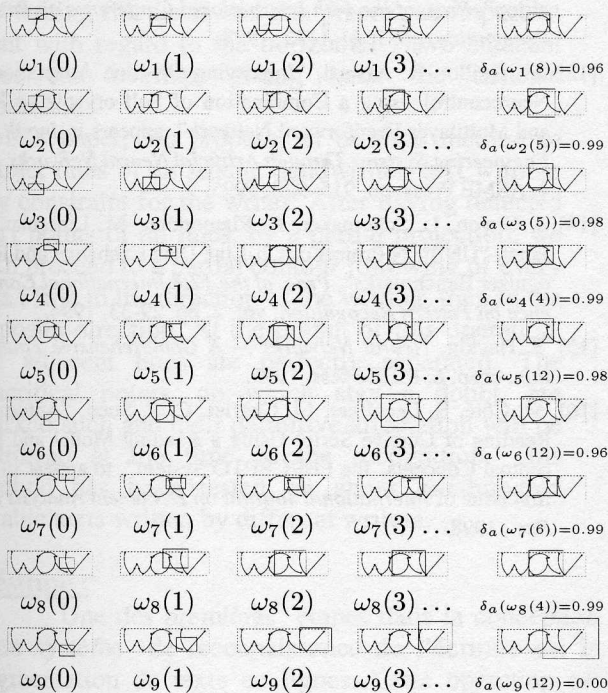 ω₁(0) ω₁(1) ω₁(2) ω₁(3) ... δₐ(ω₁(8))=0.96
ω₂(0) ω₂(1) ω₂(2) ω₂(3) ... δₐ(ω₂(5))=0.99
ω₃(0) ω₃(1) ω₃(2) ω₃(3) ... δₐ(ω₃(5))=0.98
ω₄(0) ω₄(1) ω₄(2) ω₄(3) ... δₐ(ω₄(4))=0.99
ω₅(0) ω₅(1) ω₅(2) ω₅(3) ... δₐ(ω₅(12))=0.98
ω₆(0) ω₆(1) ω₆(2) ω₆(3) ... δₐ(ω₆(12))=0.96
ω₇(0) ω₇(1) ω₇(2) ω₇(3) ... δₐ(ω₇(6))=0.99
ω₈(0) ω₈(1) ω₈(2) ω₈(3) ... δₐ(ω₈(4))=0.99
ω₉(0) ω₉(1) ω₉(2) ω₉(3) ... δₐ(ω₉(12))=0.00